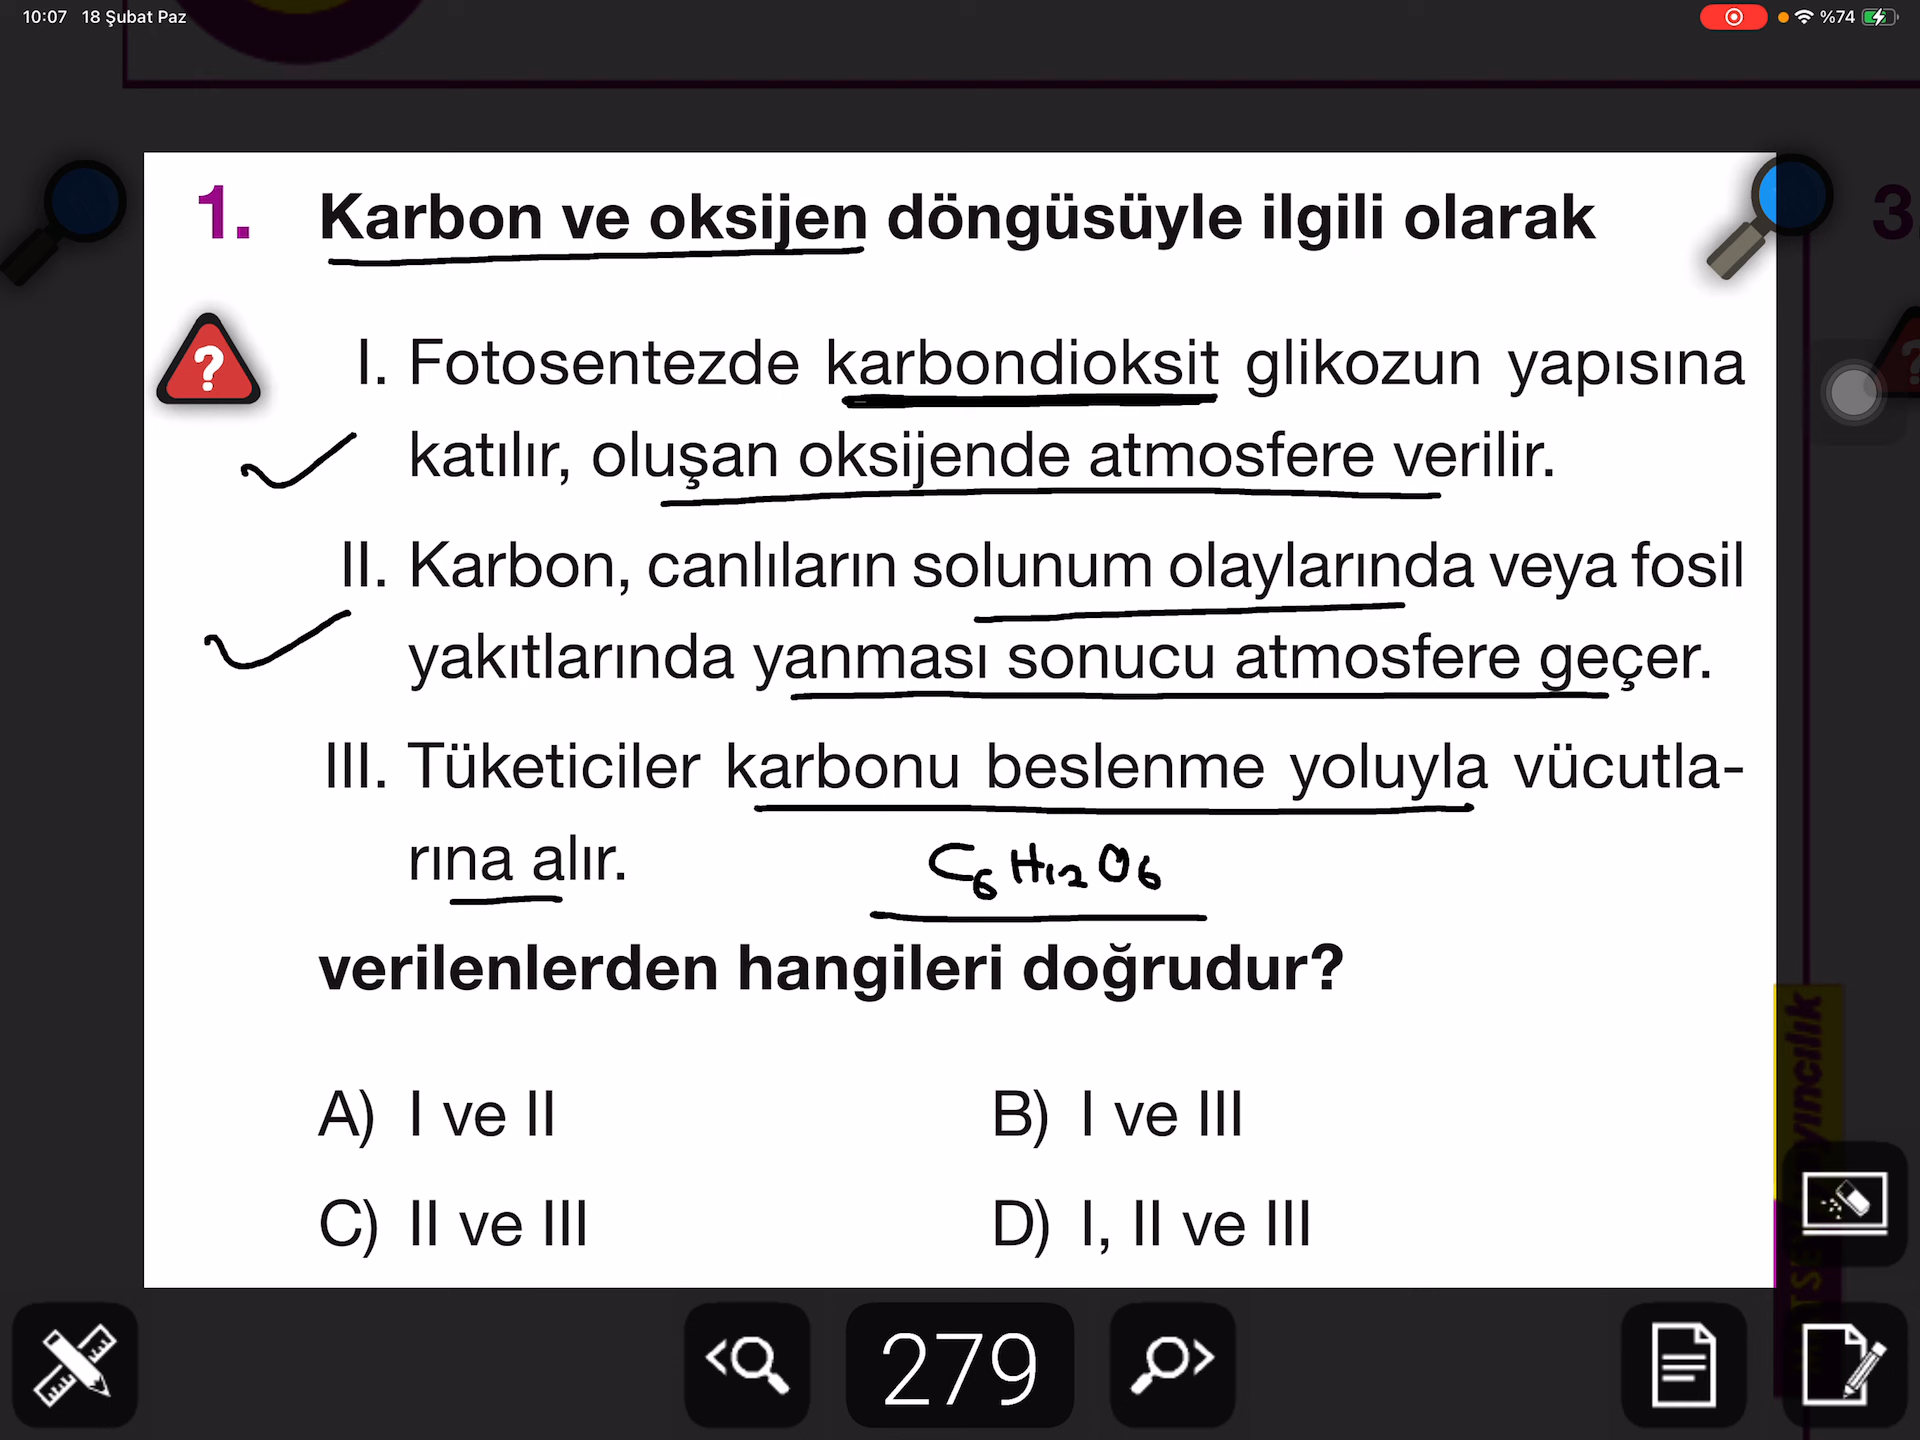 10:07 18 Şubat Paz
%74
1. Karbon ve oksijen döngüsüyle ilgili olarak
3
I. Fotosentezde karbondioksit glikozun yapısına
katılır, oluşan oksijende atmosfere verilir.
II. Karbon, canlıların solunum olaylarında veya fosil
yakıtlarında yanması sonucu atmosfere geçer.
III. Tüketiciler karbonu beslenme yoluyla vücutla-
rına alır.
C6H12O6
verilenlerden hangileri doğrudur?
A) I ve II
B) I ve III
C) II ve III
D) I, II ve III
279